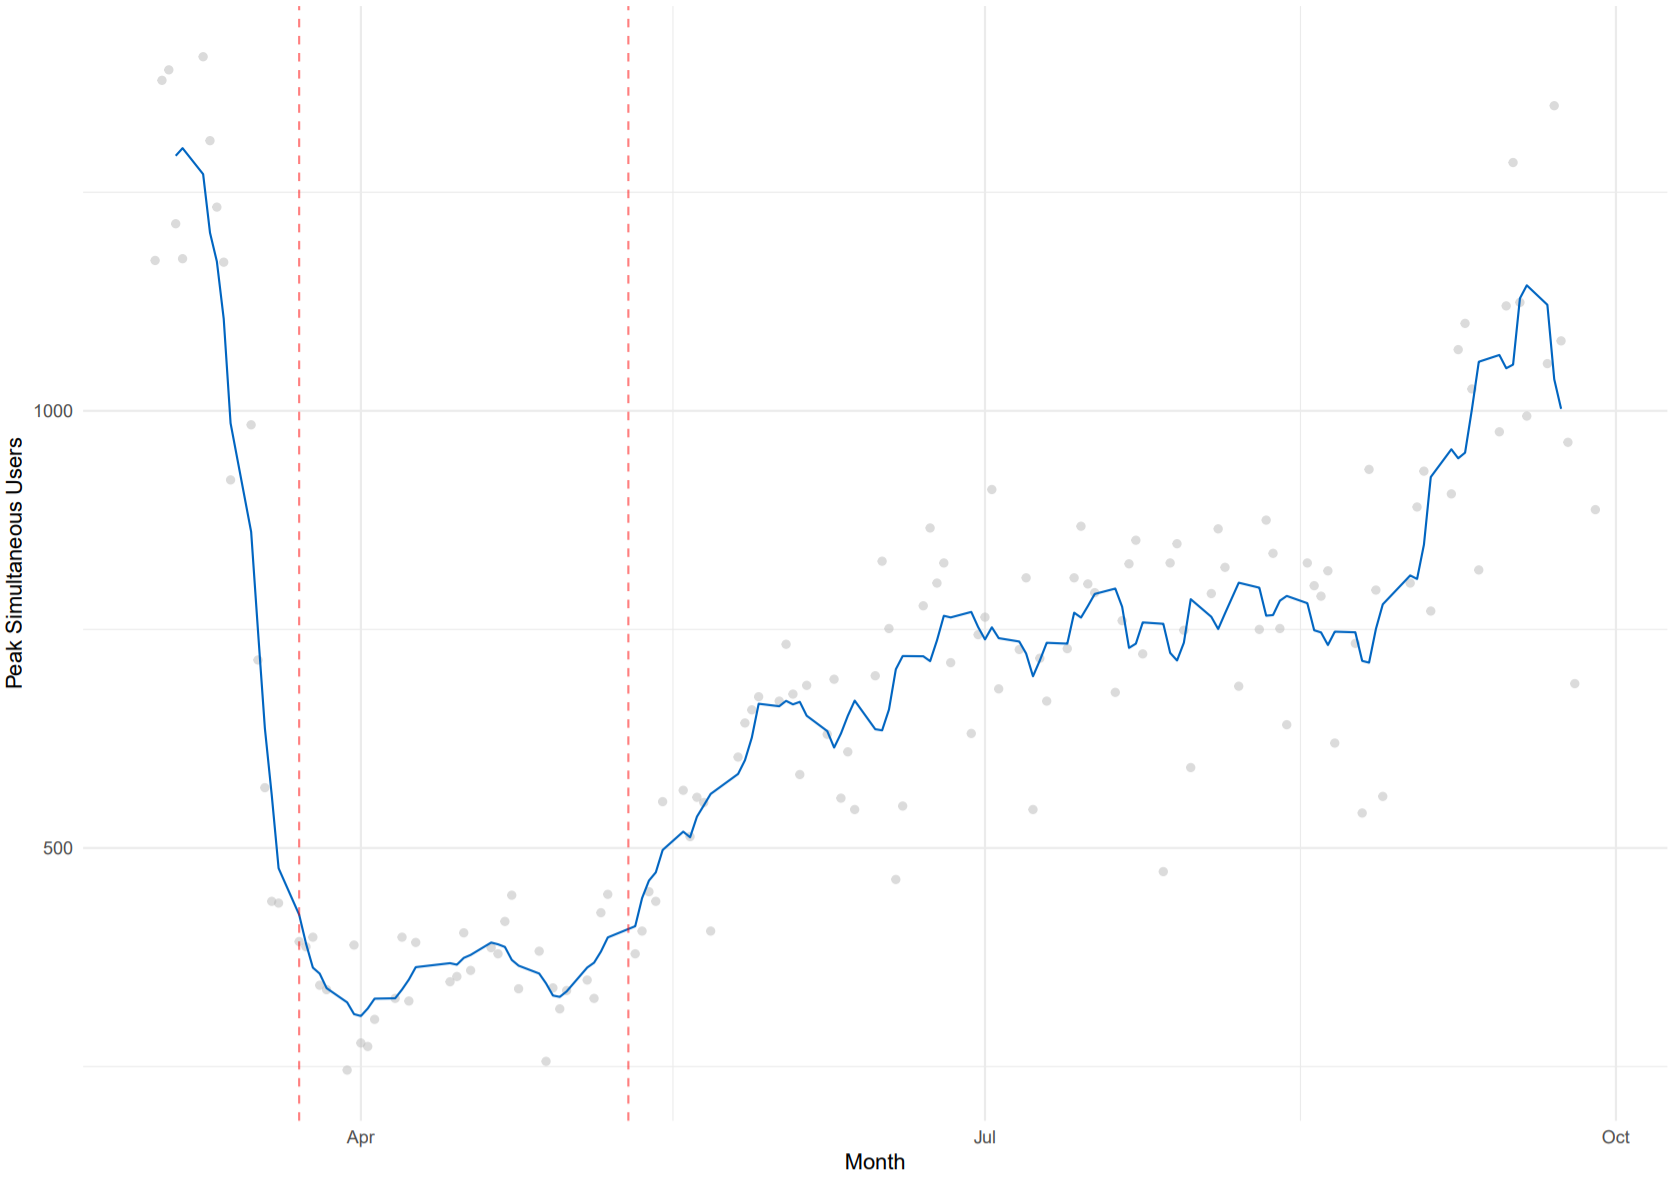 1000
500
Peak Simultaneous Users
Apr
Jul
Oct
Month